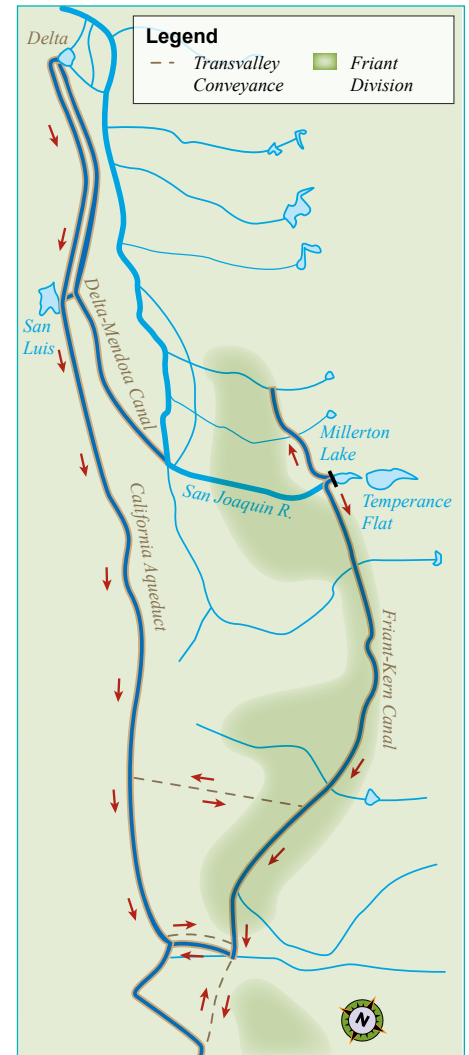 Delta
Legend
Transvalley
Conveyance
Friant
Division
San
Luis
Delta-Mendota Canal
Millerton
Lake
San Joaquin R.
Temperance
Flat
California Aqueduct
Friant-Kern Canal
N